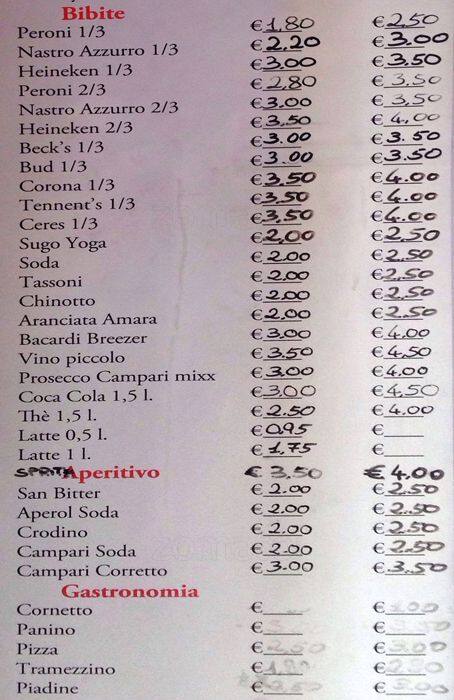 Bibite
Peroni 1/3 € 1,80 € 2,50
Nastro Azzurro 1/3 € 2,20 € 3.00
Heineken 1/3 € 3,00 € 3,50
Peroni 2/3 € 2,80 € 3,50
Nastro Azzurro 2/3 € 3,00 € 3,50
Heineken 2/3 € 3,50 € 4,00
Beck's 1/3 € 3.00 € 3.50
Bud 1/3 € 3.00 € 3.50
Corona 1/3 € 3,50 € 4.00
Tennent's 1/3 € 3,50 € 4.00
Ceres 1/3 € 3,50 € 4.00
Sugo Yoga € 2,00 € 2,50
Soda € 2.00 € 2.50
Tassoni € 2.00 € 2,50
Chinotto € 2.00 € 2.50
Aranciata Amara € 2.00 € 2.50
Bacardi Breezer € 3,00 € 4.00
Vino piccolo € 3.50 € 4,50
Prosecco Campari mixx € 3.00 € 4.00
Coca Cola 1,5 l. € 3,00 € 4,50
Thè 1,5 l. € 2.50 € 4.00
Latte 0,5 l. € 0,95 €
Latte 1 l. € 1,75 €
Aperitivo € 3,50 € 4.00
San Bitter € 2.00 € 2.50
Aperol Soda € 2.00 € 2.50
Crodino € 2.00 € 2.50
Campari Soda € 2.00 € 2.50
Campari Corretto € 3.00 € 3.50
Gastronomia
Cornetto € €
Panino € €
Pizza € 2,50 € 3,00
Tramezzino € €
Piadine € €